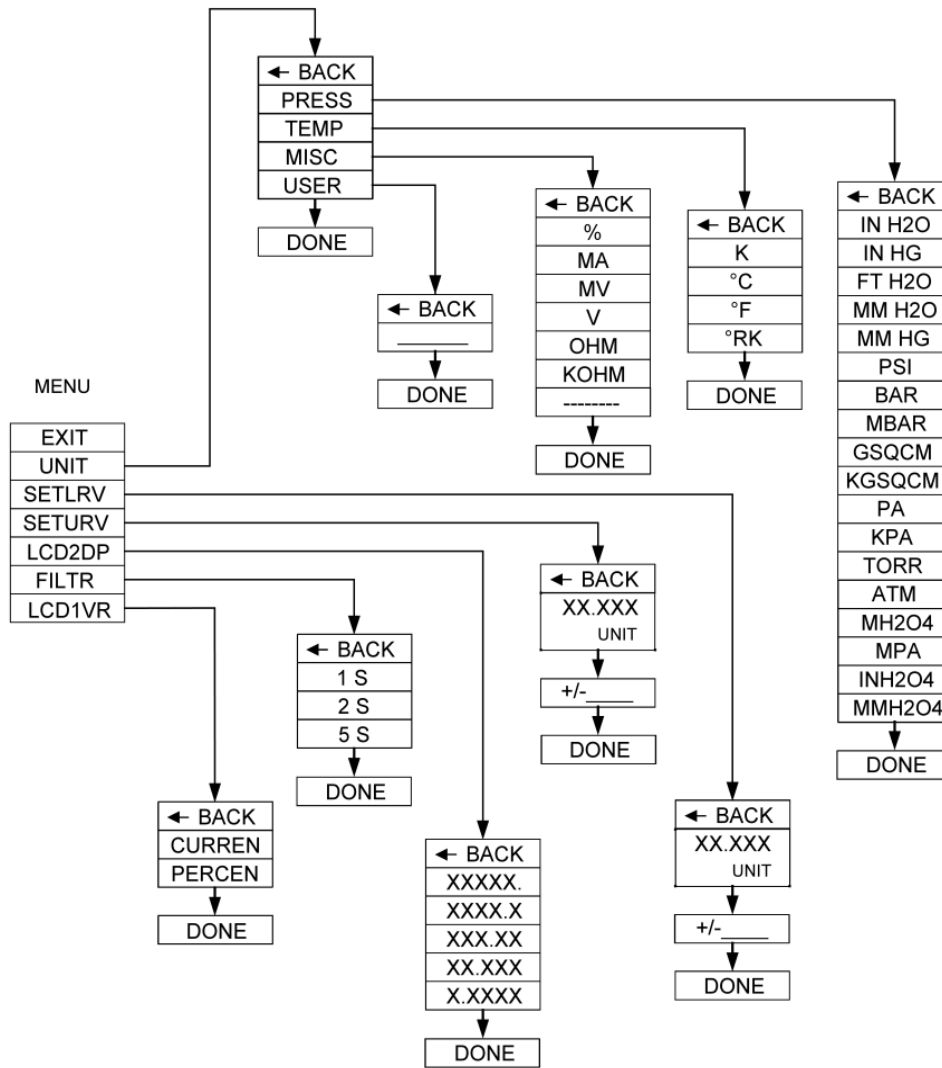 ← BACK
PRESS
TEMP
MISC
USER
DONE
← BACK
_______
DONE
← BACK
%
MA
MV
V
OHM
KOHM
--------
DONE
← BACK
K
°C
°F
°RK
DONE
← BACK
IN H2O
IN HG
FT H2O
MM H2O
MM HG
PSI
BAR
MBAR
GSQCM
KGSQCM
PA
KPA
TORR
ATM
MH2O4
MPA
INH2O4
MMH2O4
DONE
MENU
EXIT
UNIT
SETLRV
SETURV
LCD2DP
FILTR
LCD1VR
← BACK
XX.XXX
UNIT
+/-____
DONE
← BACK
1 S
2 S
5 S
DONE
← BACK
CURREN
PERCEN
DONE
← BACK
XXXXX.
XXXX.X
XXX.XX
XX.XXX
X.XXXX
DONE
← BACK
XX.XXX
UNIT
+/-____
DONE